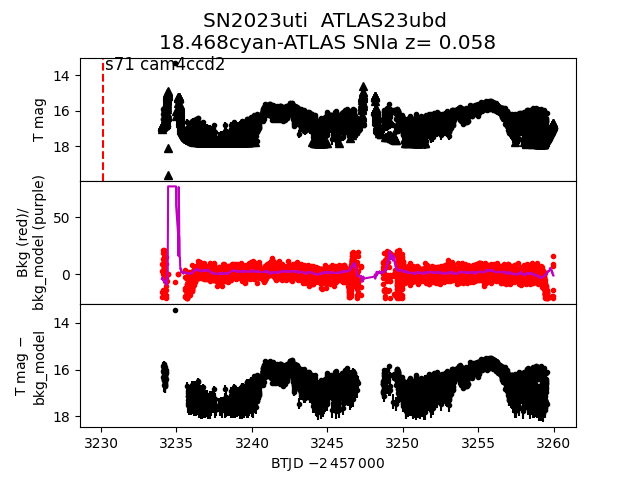 SN2023uti ATLAS23ubd
18.468cyan-ATLAS SNIa z= 0.058
s71 cam4ccd2
T mag
14
16
18
Bkg (red)/
bkg_model (purple)
50
0
T mag −
bkg_model
14
16
18
3230 3235 3240 3245 3250 3255 3260
BTJD −2 457 000